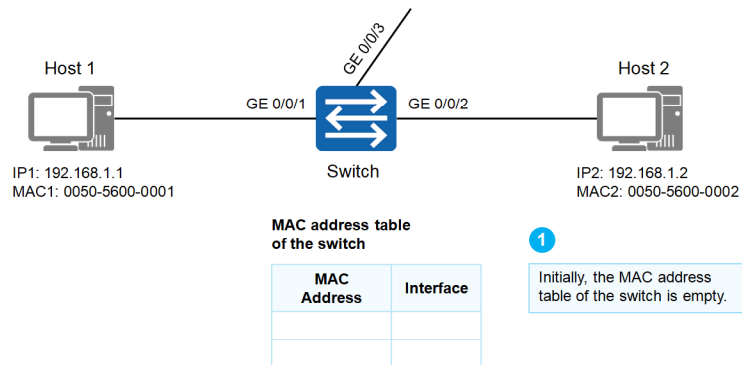 GE 0/0/3
Host 1
Host 2
GE 0/0/1
GE 0/0/2
Switch
IP1: 192.168.1.1
MAC1: 0050-5600-0001
IP2: 192.168.1.2
MAC2: 0050-5600-0002
MAC address table
of the switch
1
MAC
Address
Interface
Initially, the MAC address
table of the switch is empty.